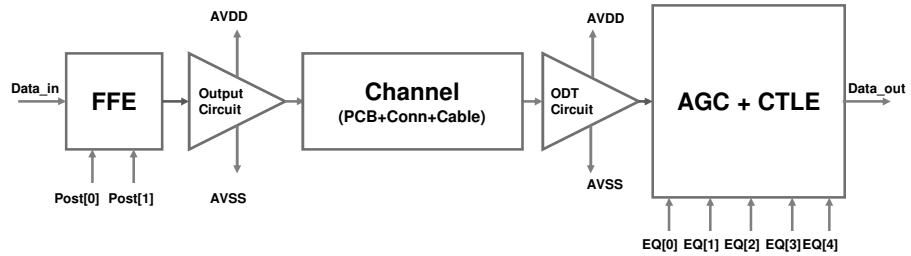 AVDD
AVDD
Data_in
FFE
Output
Circuit
Channel
(PCB+Conn+Cable)
ODT
Circuit
AGC + CTLE
Data_out
Post[0]
Post[1]
AVSS
AVSS
EQ[0]
EQ[1]
EQ[2]
EQ[3]
EQ[4]